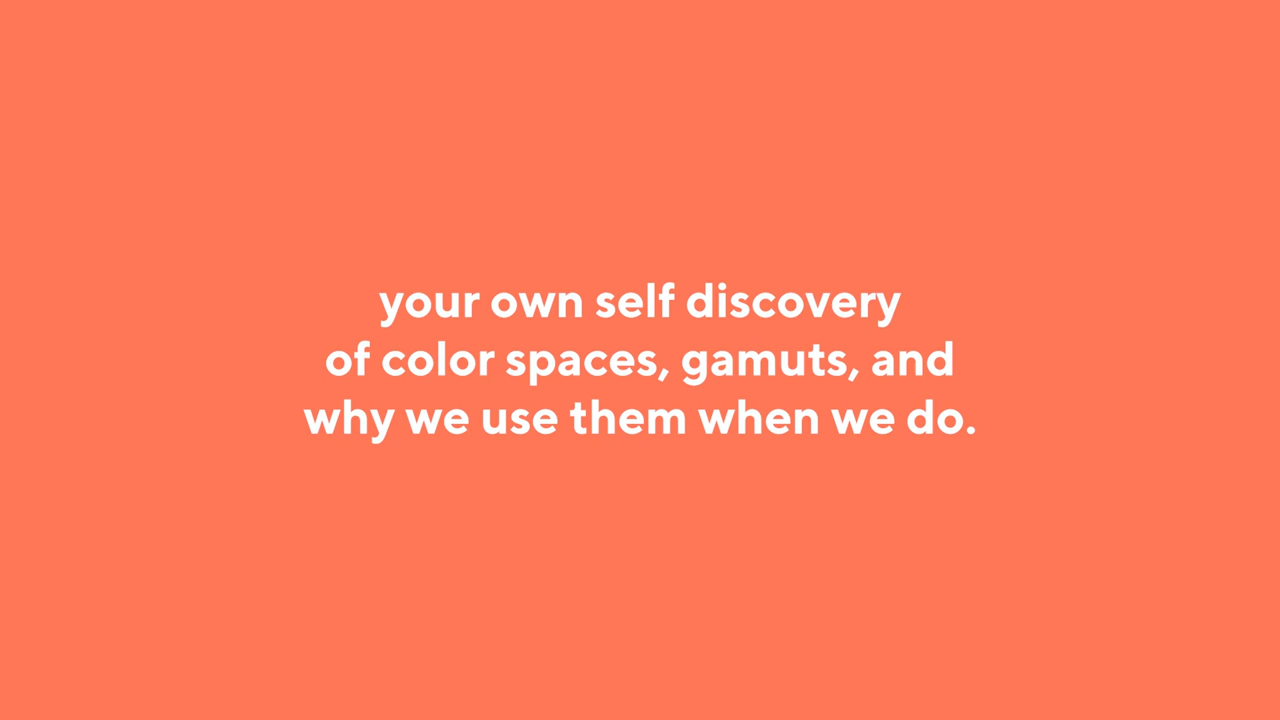 your own self discovery
of color spaces, gamuts, and
why we use them when we do.